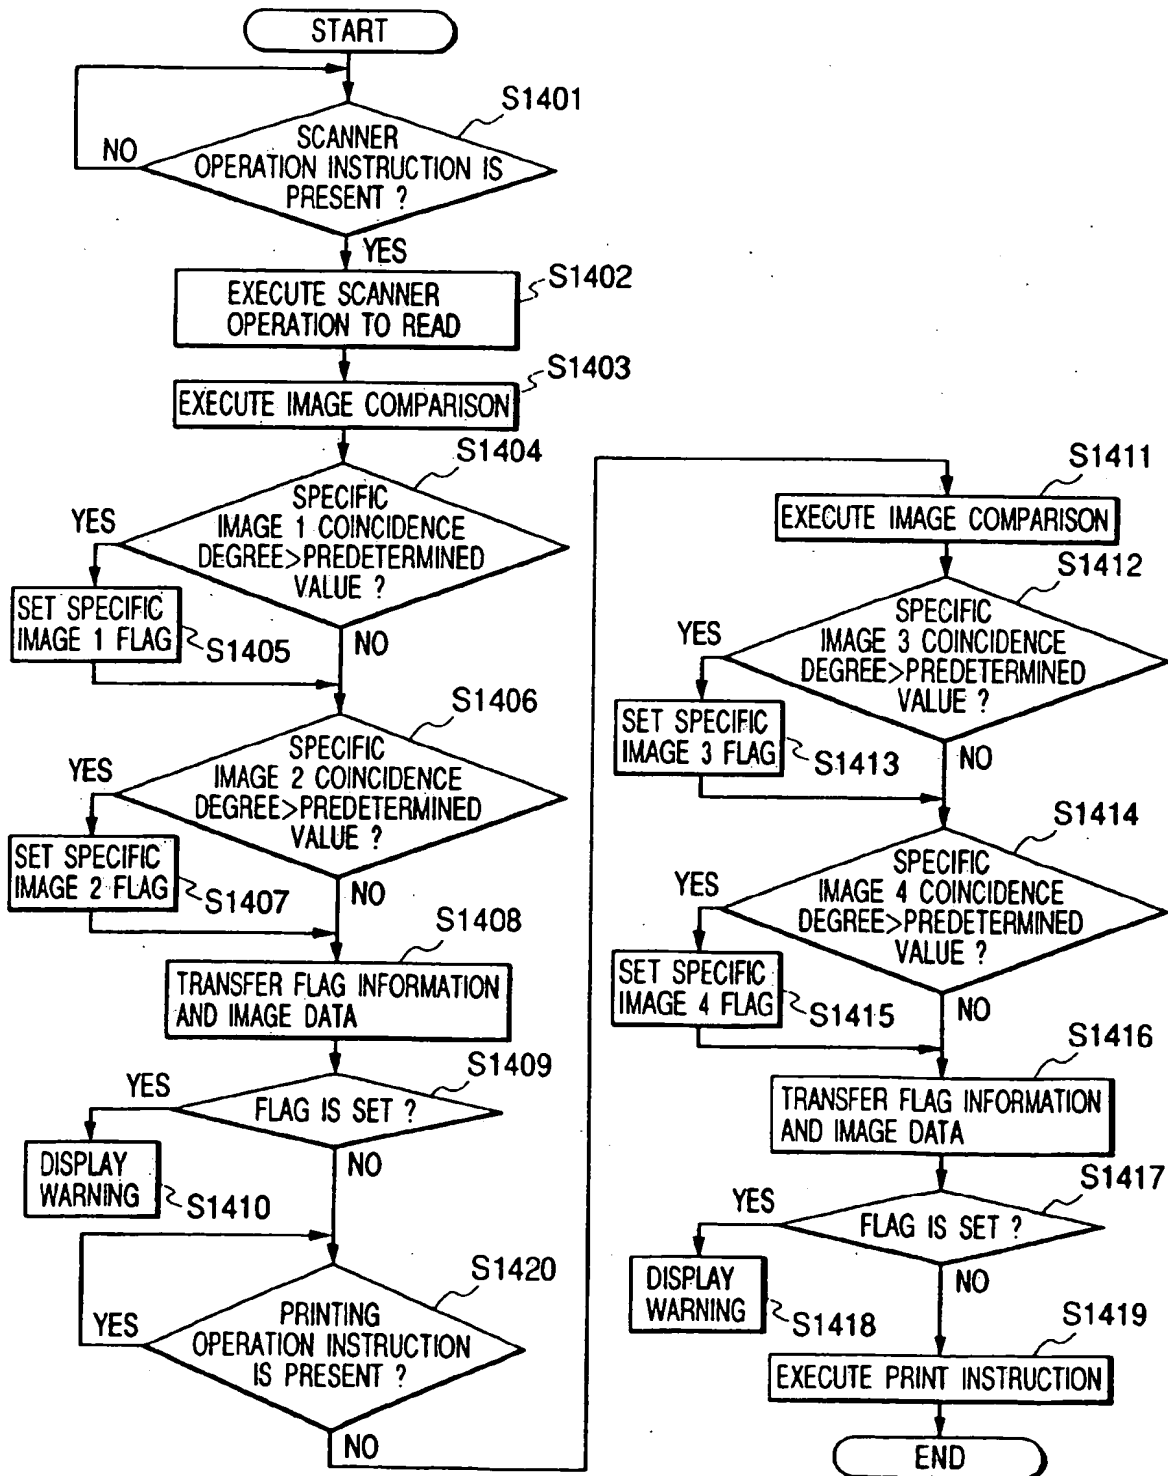 START
S1401
SCANNER
OPERATION INSTRUCTION IS
PRESENT ?
NO
YES
S1402
EXECUTE SCANNER
OPERATION TO READ
S1403
EXECUTE IMAGE COMPARISON
S1404
SPECIFIC
IMAGE 1 COINCIDENCE
DEGREE>PREDETERMINED
VALUE ?
YES
SET SPECIFIC
IMAGE 1 FLAG
S1405
NO
S1406
SPECIFIC
IMAGE 2 COINCIDENCE
DEGREE>PREDETERMINED
VALUE ?
YES
SET SPECIFIC
IMAGE 2 FLAG
S1407
NO
S1408
TRANSFER FLAG INFORMATION
AND IMAGE DATA
S1409
YES
FLAG IS SET ?
NO
DISPLAY
WARNING
S1410
S1420
YES
PRINTING
OPERATION INSTRUCTION
IS PRESENT ?
NO
S1411
EXECUTE IMAGE COMPARISON
S1412
SPECIFIC
IMAGE 3 COINCIDENCE
DEGREE>PREDETERMINED
VALUE ?
YES
SET SPECIFIC
IMAGE 3 FLAG
S1413
NO
S1414
SPECIFIC
IMAGE 4 COINCIDENCE
DEGREE>PREDETERMINED
VALUE ?
YES
SET SPECIFIC
IMAGE 4 FLAG
S1415
NO
S1416
TRANSFER FLAG INFORMATION
AND IMAGE DATA
S1417
YES
FLAG IS SET ?
NO
DISPLAY
WARNING
S1418
S1419
EXECUTE PRINT INSTRUCTION
END